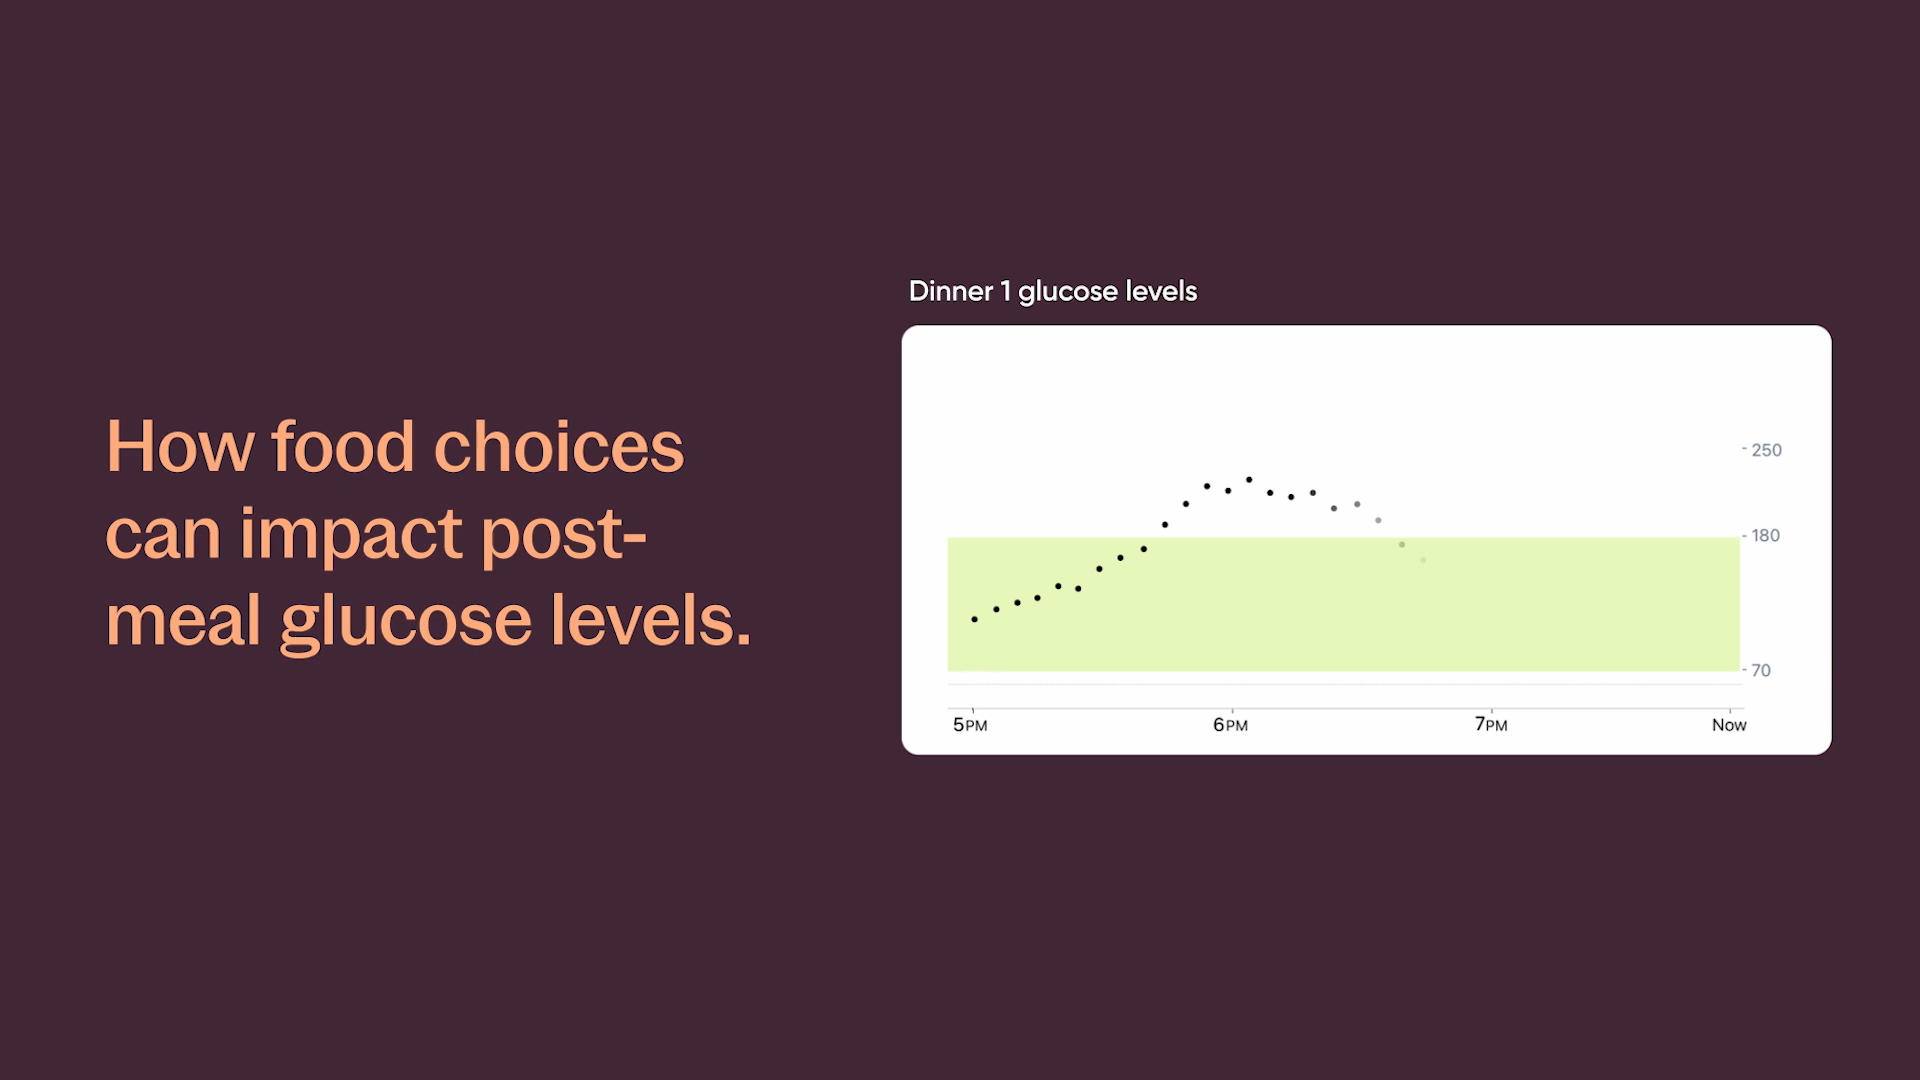 How food choices
can impact post-
meal glucose levels.
Dinner 1 glucose levels
- 250
- 180
- 70
5PM 6PM 7PM Now